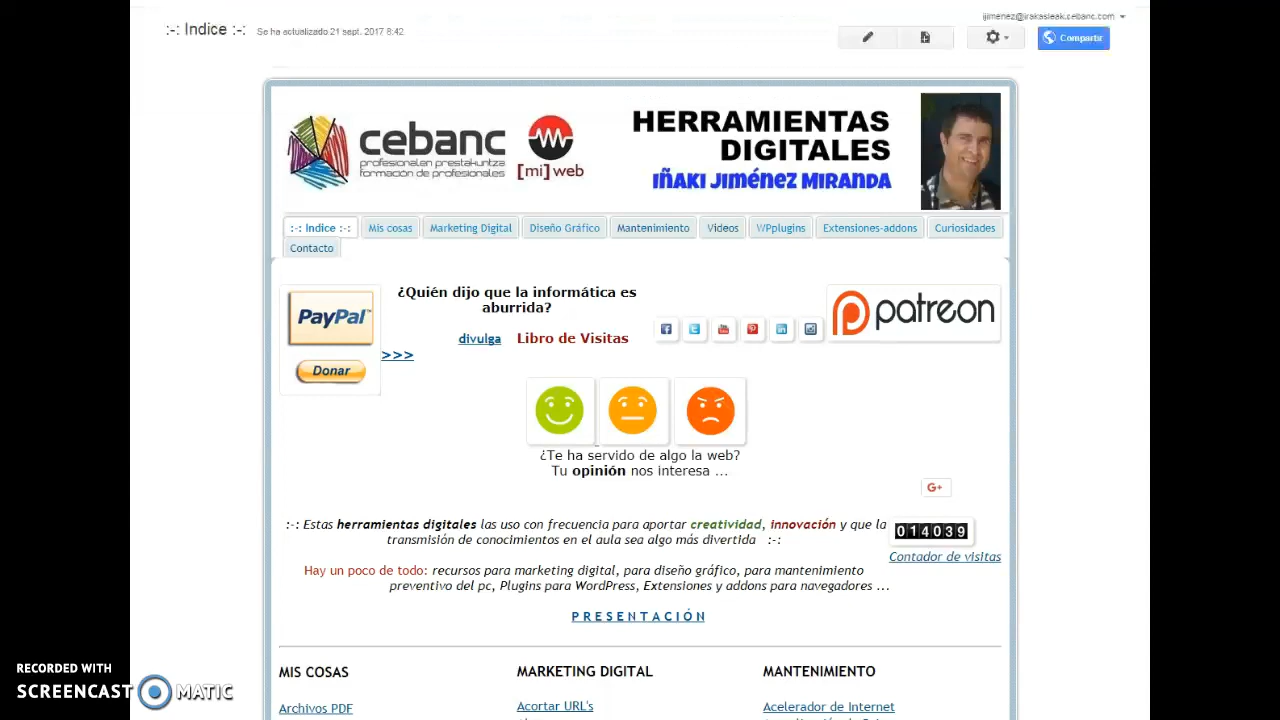 :-: Indice :-:
Se ha actualizado 21 sept. 2017 8:42
ijimenez@irakasleak.cebanc.com
Compartir
cebanc
profesionalen prestakuntza
formación de profesionales
[mi]web
HERRAMIENTAS
DIGITALES
IÑAKI JIMÉNEZ MIRANDA
:-: Indice :-:
Mis cosas
Marketing Digital
Diseño Gráfico
Mantenimiento
Videos
WPplugins
Extensiones-addons
Curiosidades
Contacto
PayPal™
Donar
>>>
¿Quién dijo que la informática es
aburrida?
divulga
Libro de Visitas
patreon
¿Te ha servido de algo la web?
Tu opinión nos interesa ...
G+
:-: Estas herramientas digitales las uso con frecuencia para aportar creatividad, innovación y que la
transmisión de conocimientos en el aula sea algo más divertida :-:
014039
Contador de visitas
Hay un poco de todo: recursos para marketing digital, para diseño gráfico, para mantenimiento
preventivo del pc, Plugins para WordPress, Extensiones y addons para navegadores ...
PRESENTACIÓN
MIS COSAS
MARKETING DIGITAL
MANTENIMIENTO
Archivos PDF
Acortar URL's
Acelerador de Internet
RECORDED WITH
SCREENCAST MATIC